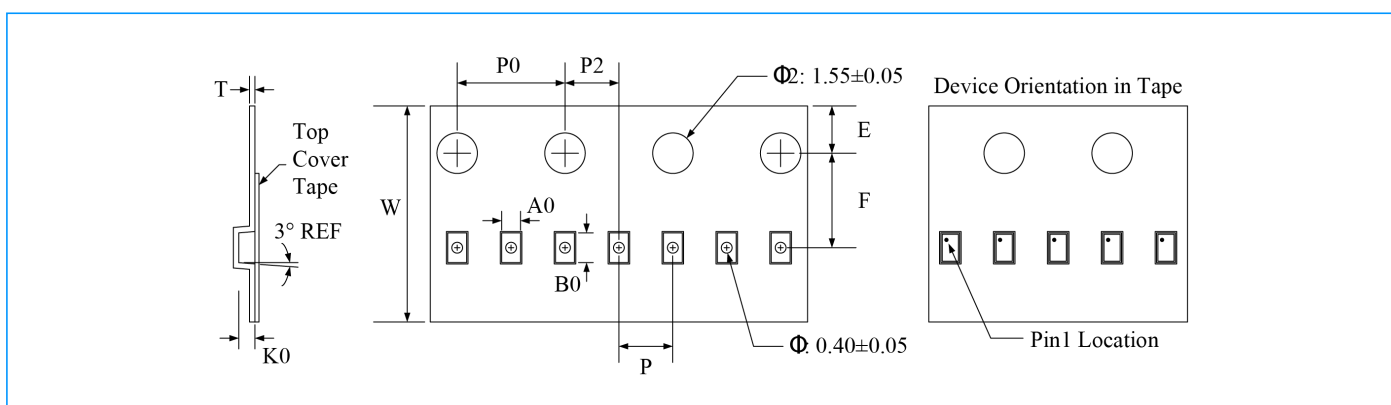 P0
P2
Φ2: 1.55±0.05
Device Orientation in Tape
T
E
Top
Cover
Tape
W
A0
F
3° REF
B0
K0
P
Φ: 0.40±0.05
Pin1 Location